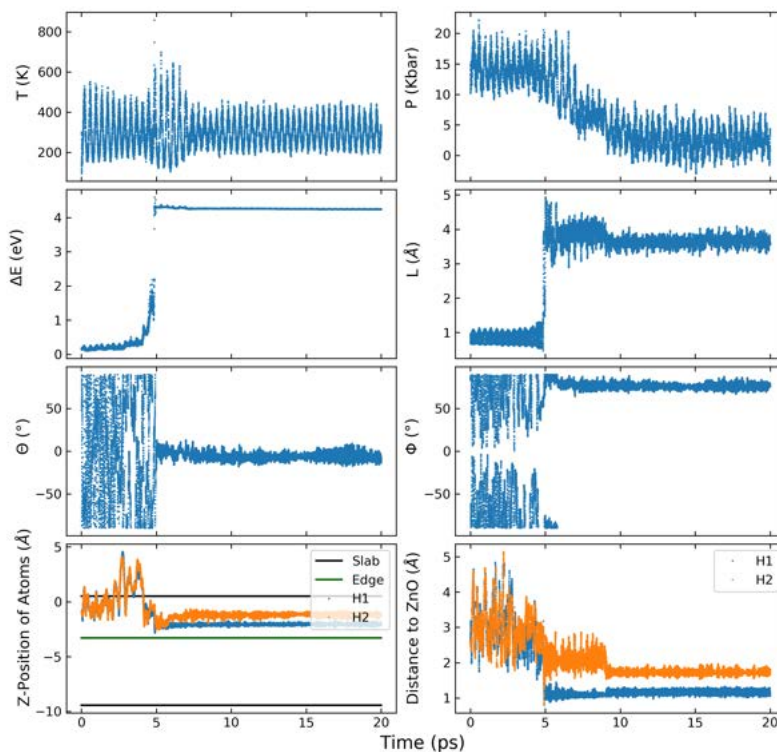 800
600
400
200
T (K)
20
15
10
5
0
P (Kbar)
4
3
2
1
0
ΔE (eV)
5
4
3
2
1
L (Å)
50
0
−50
Θ (°)
50
0
−50
Φ (°)
5
0
−5
−10
Z-Position of Atoms (Å)
Slab
Edge
H1
H2
0 5 10 15 20
5
4
3
2
1
Distance to ZnO (Å)
H1
H2
0 5 10 15 20
Time (ps)